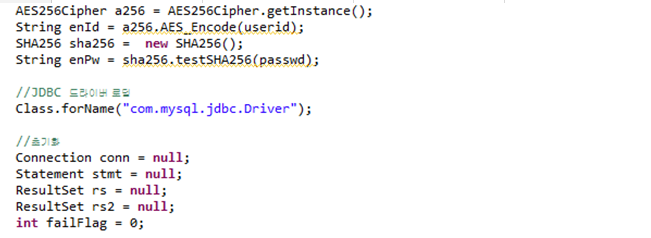 AES256Cipher a256 = AES256Cipher.getInstance();
String enId = a256.AES_Encode(userid);
SHA256 sha256 =  new SHA256();
String enPw = sha256.testSHA256(passwd);
//JDBC 드라이버 로딩
Class.forName("com.mysql.jdbc.Driver");
//초기화
Connection conn = null;
Statement stmt = null;
ResultSet rs = null;
ResultSet rs2 = null;
int failFlag = 0;